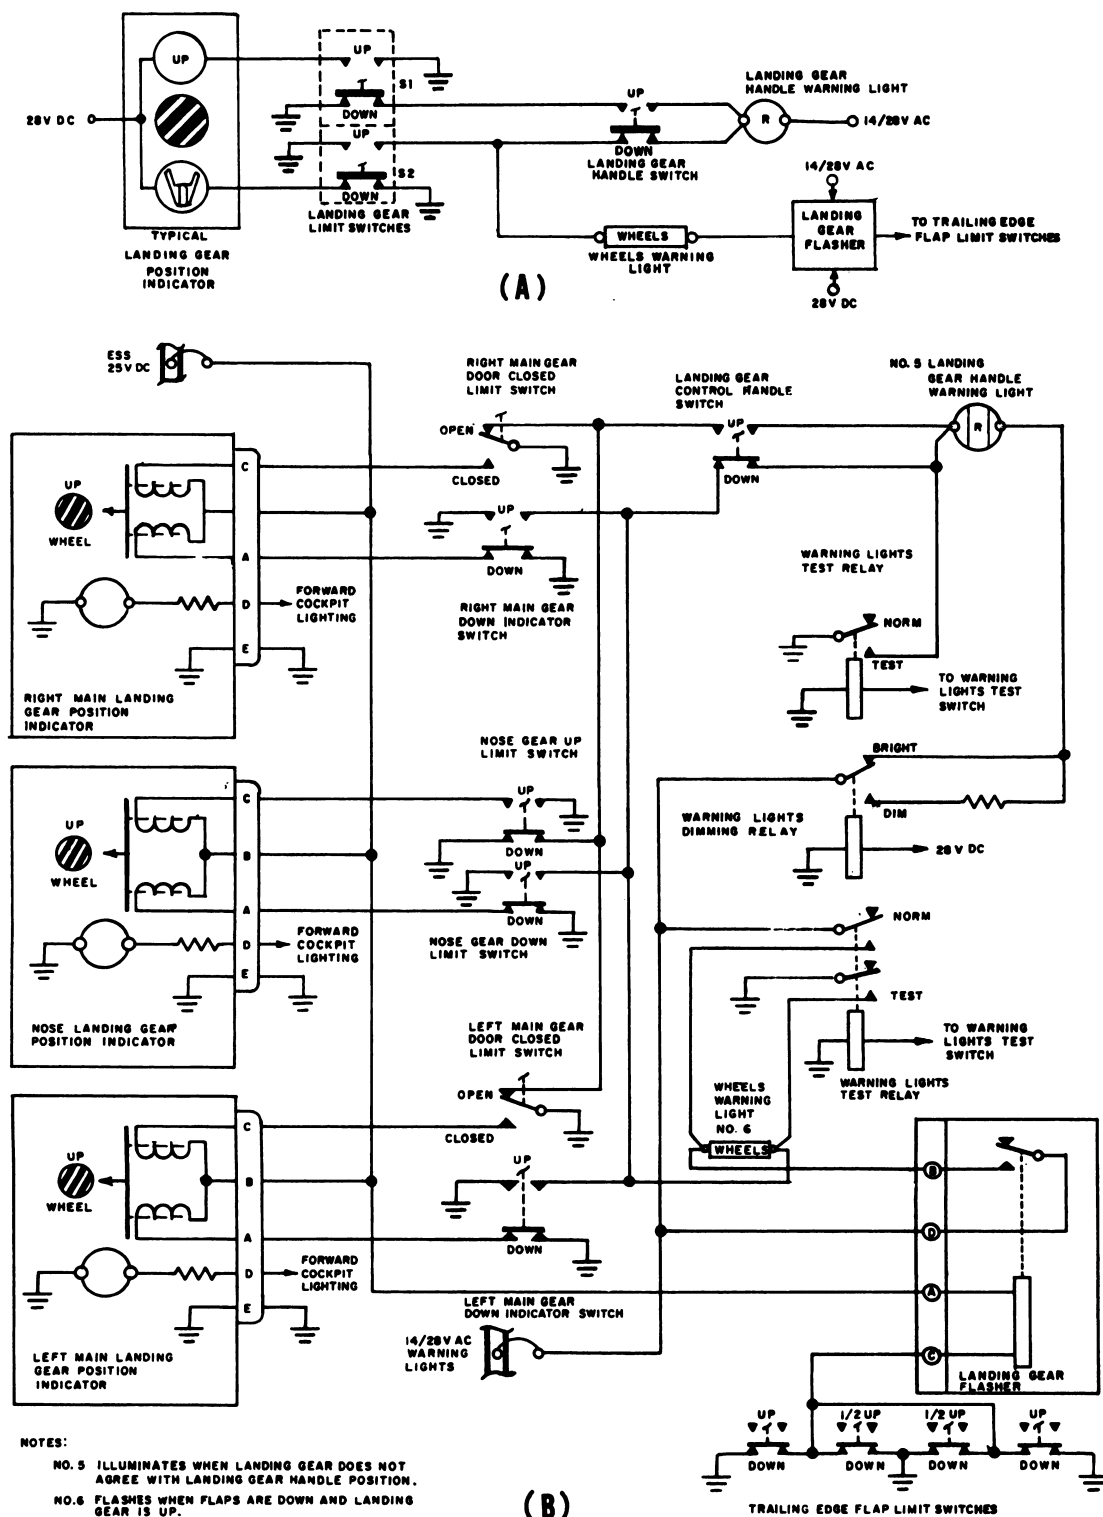 UP
28V DC
TYPICAL
LANDING GEAR
POSITION
INDICATOR
UP
S1
DOWN
UP
S2
DOWN
LANDING GEAR
LIMIT SWITCHES
UP
DOWN
LANDING GEAR
HANDLE SWITCH
LANDING GEAR
HANDLE WARNING LIGHT
R
14/28V AC
14/28V AC
LANDING
GEAR
FLASHER
28V DC
TO TRAILING EDGE
FLAP LIMIT SWITCHES
WHEELS
WHEELS WARNING
LIGHT
(A)
ESS
25V DC
RIGHT MAIN GEAR
DOOR CLOSED
LIMIT SWITCH
OPEN
CLOSED
LANDING GEAR
CONTROL HANDLE
SWITCH
UP
DOWN
NO. 5 LANDING
GEAR HANDLE
WARNING LIGHT
R
UP
WHEEL
C
A
D
E
FORWARD
COCKPIT
LIGHTING
RIGHT MAIN LANDING
GEAR POSITION
INDICATOR
UP
DOWN
RIGHT MAIN GEAR
DOWN INDICATOR
SWITCH
WARNING LIGHTS
TEST RELAY
NORM
TEST
TO WARNING
LIGHTS TEST
SWITCH
NOSE GEAR UP
LIMIT SWITCH
UP
DOWN
UP
DOWN
NOSE GEAR DOWN
LIMIT SWITCH
BRIGHT
DIM
WARNING LIGHTS
DIMMING RELAY
28 V DC
UP
WHEEL
C
B
A
D
E
FORWARD
COCKPIT
LIGHTING
NOSE LANDING GEAR
POSITION INDICATOR
NORM
TEST
TO WARNING
LIGHTS TEST
SWITCH
WARNING LIGHTS
TEST RELAY
LEFT MAIN GEAR
DOOR CLOSED
LIMIT SWITCH
OPEN
CLOSED
WHEELS
WARNING
LIGHT
NO. 6
WHEELS
UP
WHEEL
C
B
A
D
E
FORWARD
COCKPIT
LIGHTING
LEFT MAIN LANDING
GEAR POSITION
INDICATOR
UP
DOWN
LEFT MAIN GEAR
DOWN INDICATOR SWITCH
14/28V AC
WARNING
LIGHTS
B
D
A
C
LANDING GEAR
FLASHER
UP
DOWN
1/2 UP
DOWN
1/2 UP
DOWN
UP
DOWN
TRAILING EDGE FLAP LIMIT SWITCHES
NOTES:
NO. 5 ILLUMINATES WHEN LANDING GEAR DOES NOT
AGREE WITH LANDING GEAR HANDLE POSITION.
NO.6 FLASHES WHEN FLAPS ARE DOWN AND LANDING
GEAR IS UP.
(B)